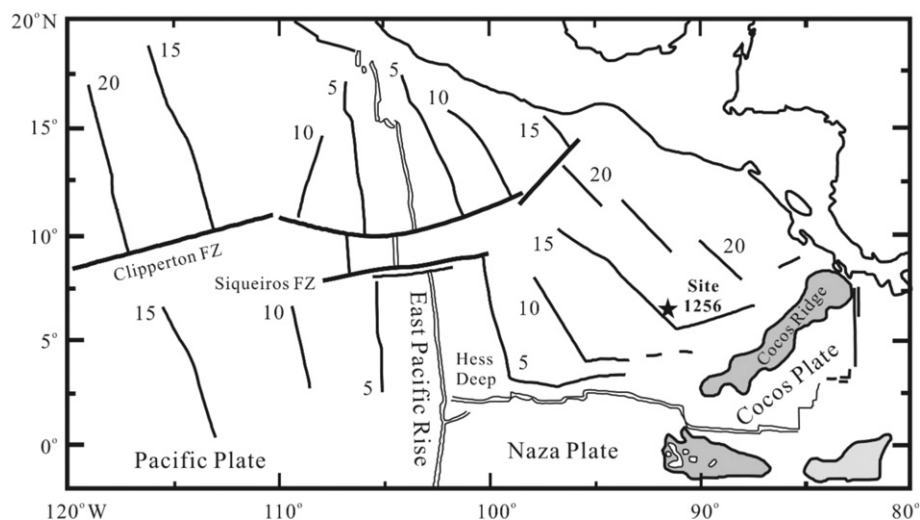 20°N
15
20
5
5
10
15
10
15°
20
10°
15
20
Clipperton FZ
Siqueiros FZ
Site
1256
15
10
10
5°
East Pacific Rise
Cocos Ridge
Hess
Deep
5
5
Cocos Plate
0°
Pacific Plate
Naza Plate
120°W
110°
100°
90°
80°